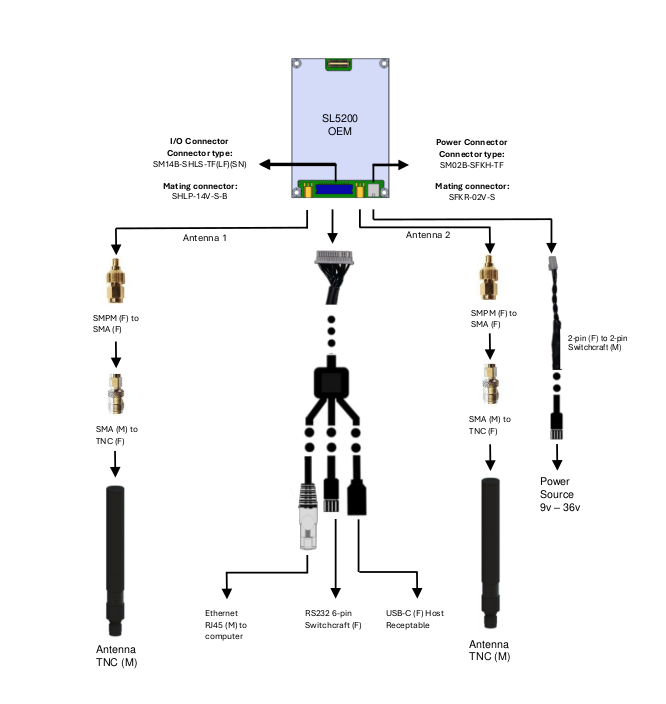 SL5200
OEM
I/O Connector
Connector type:
SM14B-SHLS-TF(LF)(SN)
Mating connector:
SHLP-14V-S-B
Power Connector
Connector type:
SM02B-SFKH-TF
Mating connector:
SFKR-02V-S
Antenna 1
Antenna 2
SMPM (F) to
SMA (F)
SMPM (F) to
SMA (F)
2-pin (F) to 2-pin
Switchcraft (M)
SMA (M) to
TNC (F)
SMA (M) to
TNC (F)
Power
Source
9v – 36v
Ethernet
RJ45 (M) to
computer
RS232 6-pin
Switchcraft (F)
USB-C (F) Host
Receptable
Antenna
TNC (M)
Antenna
TNC (M)